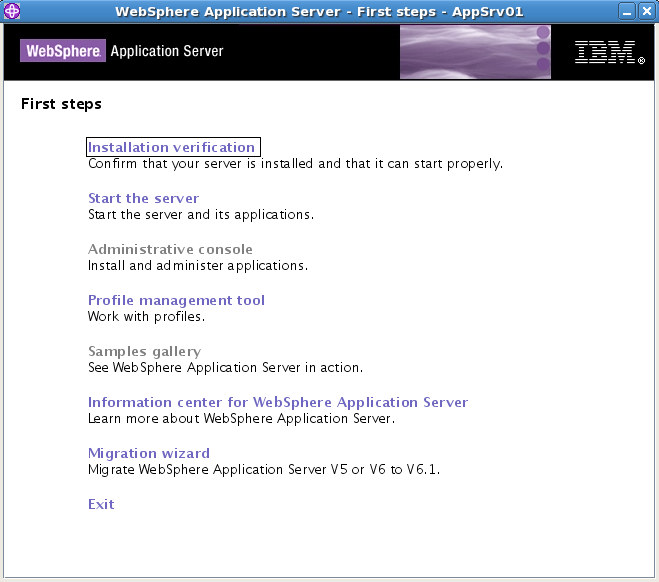 WebSphere Application Server - First steps - AppSrv01
WebSphere. Application Server
IBM®
First steps
Installation verification
Confirm that your server is installed and that it can start properly.
Start the server
Start the server and its applications.
Administrative console
Install and administer applications.
Profile management tool
Work with profiles.
Samples gallery
See WebSphere Application Server in action.
Information center for WebSphere Application Server
Learn more about WebSphere Application Server.
Migration wizard
Migrate WebSphere Application Server V5 or V6 to V6.1.
Exit